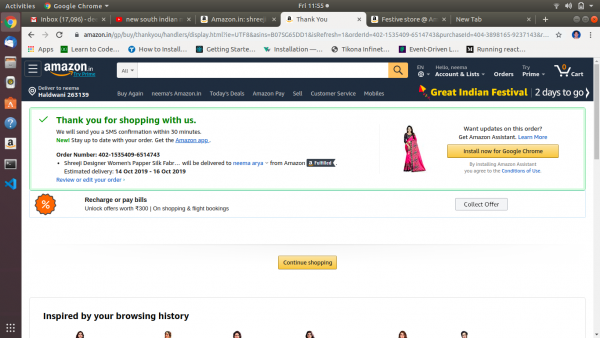 Activities Google Chrome ▾ Fri 11:55
Inbox (17,096) - de
new south indian m
Amazon.in: shreeji
Thank You
Festive store @ Am
New Tab
amazon.in/gp/buy/thankyou/handlers/display.html?ie=UTF8&asins=B07SG65DD1&isRefresh=1&orderId=402-1535409-6514743&purchaseId=404-3898165-9237143&r...
Apps Learn to Code... How to Install... Getting Starte... Installation —... Tikona Infinet... Event-Driven L... Running react...
amazon.in
Try Prime
All
EN
Hello, neena
Account & Lists
Orders
Try
Prime
0
Cart
Deliver to neema
Haldwani 263139
Buy Again neema's Amazon.in Today's Deals Amazon Pay Sell Customer Service Mobiles
Great Indian Festival 2 days to go
Thank you for shopping with us.
We will send you a SMS confirmation within 30 minutes.
New! Stay up to date with your order. Get the Amazon app .
Order Number: 402-1535409-6514743
• Shreeji Designer Women's Papper Silk Fabr... will be delivered to neema arya from Amazon Fulfilled.
Estimated delivery: 14 Oct 2019 - 16 Oct 2019
Review or edit your order ›
Want updates on this order?
Get Amazon Assistant. Learn More
Install now for Google Chrome
By installing Amazon Assistant
you agree to the Conditions of Use
%
Recharge or pay bills
Unlock offers worth ₹300 | On shopping & flight bookings
Collect Offer
Continue shopping
Inspired by your browsing history